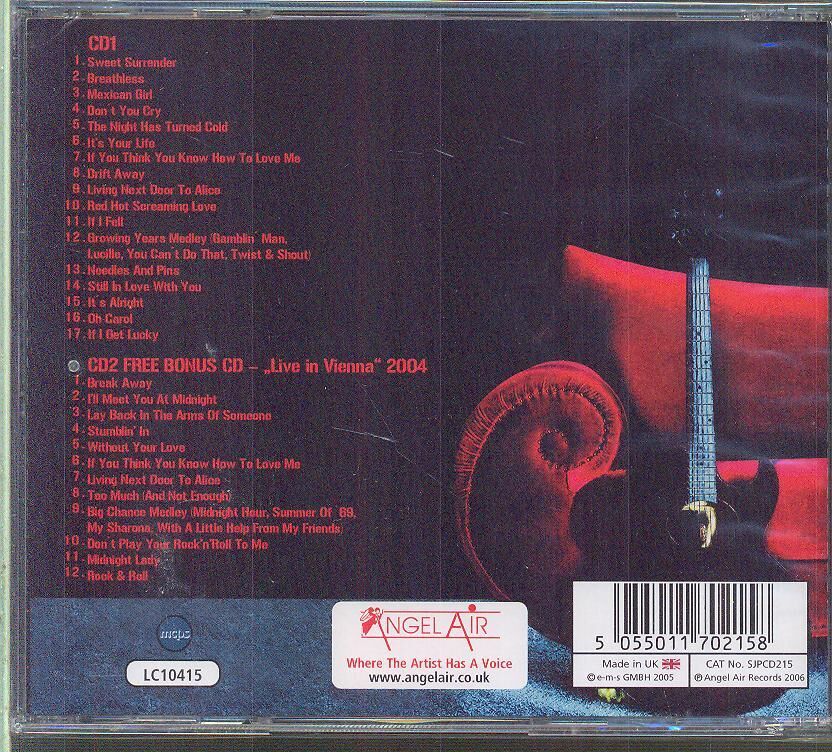 CD1
1. Sweet Surrender
2. Breathless
3. Mexican Girl
4. Don't You Cry
5. The Night Has Turned Cold
6. It's Your Life
7. If You Think You Know How To Love Me
8. Drift Away
9. Living Next Door To Alice
10. Red Hot Screaming Love
11. If I Fell
12. Growing Years Medley (Gamblin' Man,
Lucille, You Can't Do That, Twist & Shout)
13. Needles And Pins
14. Still In Love With You
15. It's Alright
16. Oh Carol
17. If I Get Lucky
CD2 FREE BONUS CD – „Live in Vienna“ 2004
1. Break Away
2. I'll Meet You At Midnight
3. Lay Back In The Arms Of Someone
4. Stumblin' In
5. Without Your Love
6. If You Think You Know How To Love Me
7. Living Next Door To Alice
8. Too Much (And Not Enough)
9. Big Chance Medley (Midnight Hour, Summer Of '69,
My Sharona, With A Little Help From My Friends)
10. Don't Play Your Rock'n'Roll To Me
11. Midnight Lady
12. Rock & Roll
mcps
LC10415
ANGEL AIR
Where The Artist Has A Voice
www.angelair.co.uk
5 055011 702158
Made in UK
CAT No. SJPCD215
© e-m-s GMBH 2005
℗ Angel Air Records 2006